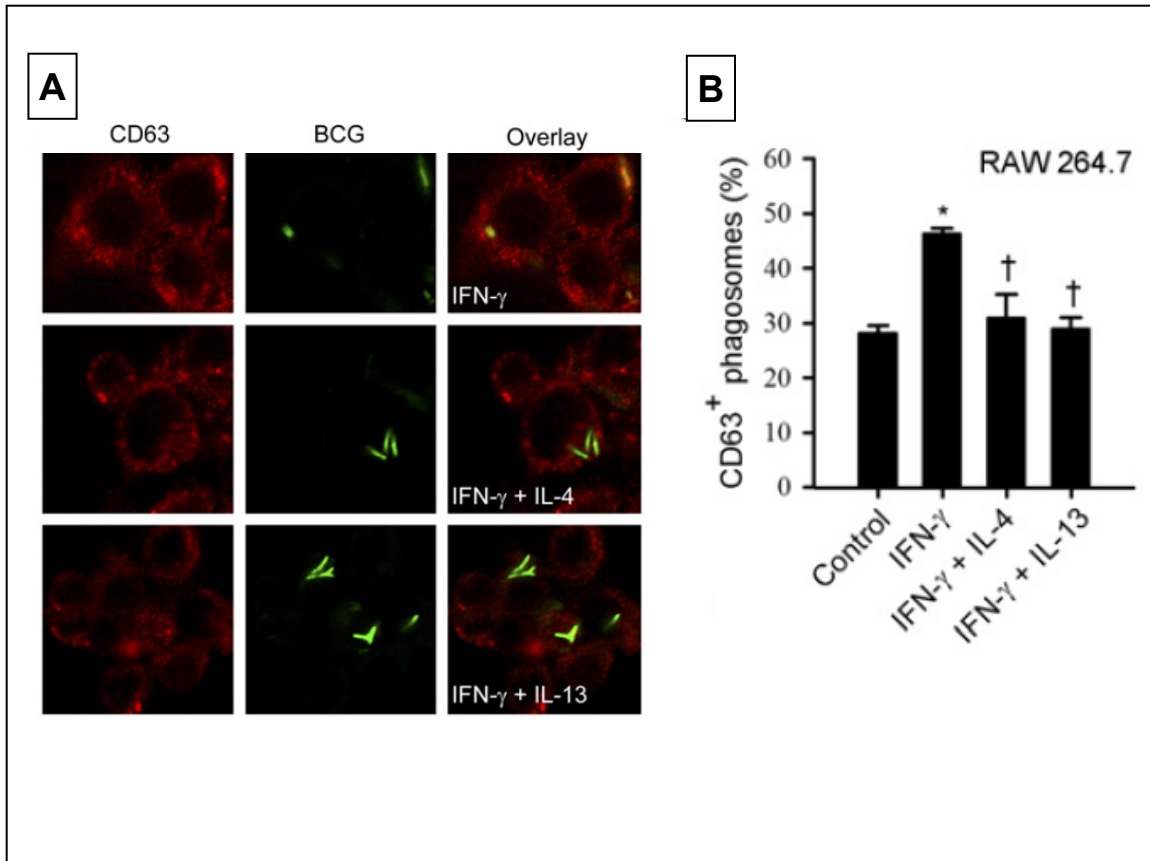 A
CD63 BCG Overlay
IFN-γ
IFN-γ + IL-4
IFN-γ + IL-13
B
RAW 264.7
CD63+ phagosomes (%)
60
50
40
30
20
10
0
*
†
†
Control
IFN-γ
IFN-γ + IL-4
IFN-γ + IL-13